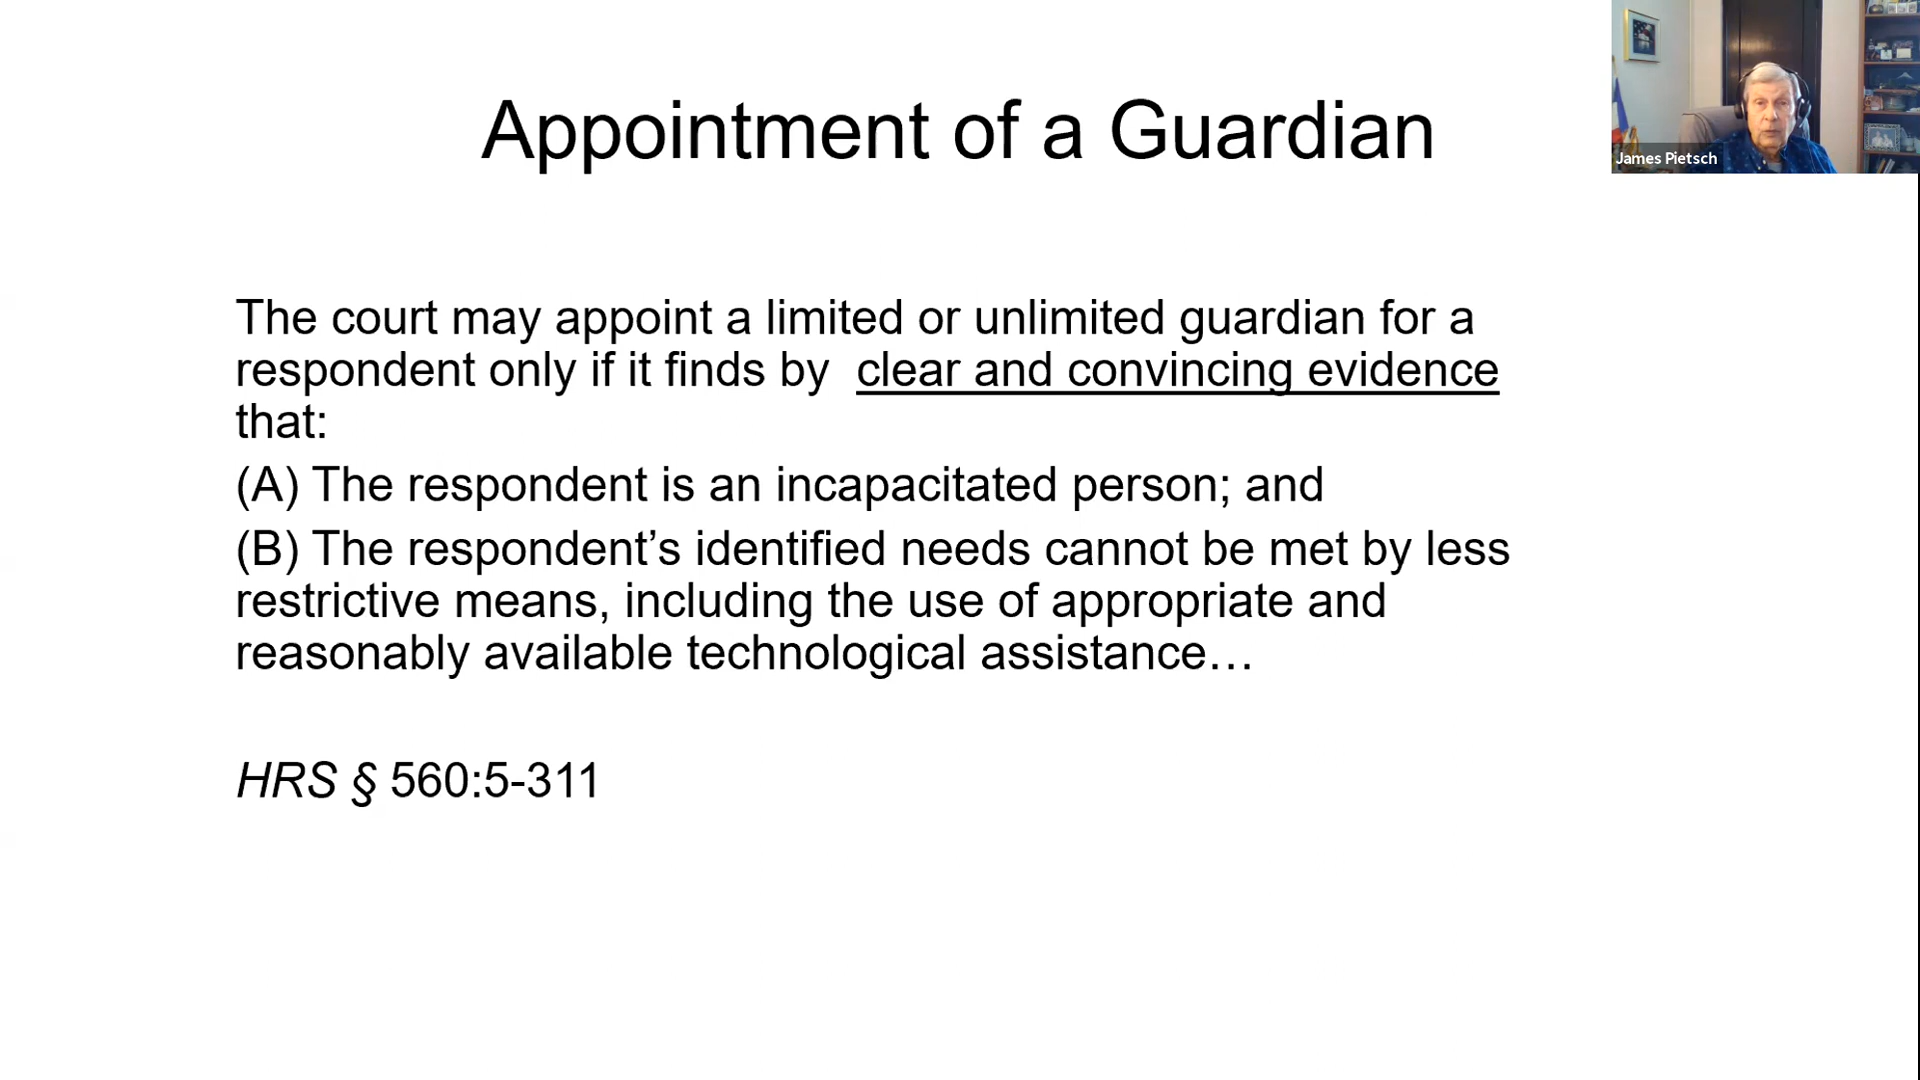 Appointment of a Guardian
James Pietsch
The court may appoint a limited or unlimited guardian for a
respondent only if it finds by  clear and convincing evidence
that:
(A) The respondent is an incapacitated person; and
(B) The respondent’s identified needs cannot be met by less
restrictive means, including the use of appropriate and
reasonably available technological assistance…
HRS § 560:5-311